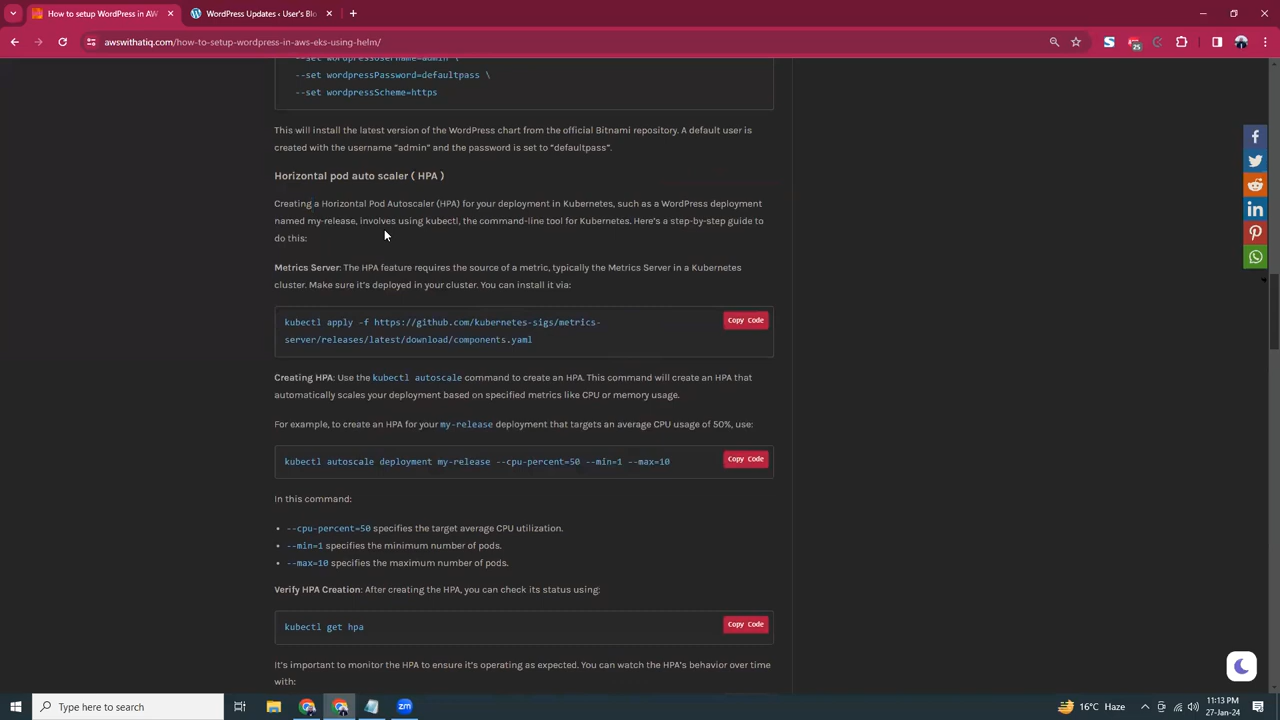 How to setup WordPress in AW
WordPress Updates ‹ User's Blo
awswithatiq.com/how-to-setup-wordpress-in-aws-eks-using-helm/
25
--set wordpressUsername=admin \
--set wordpressPassword=defaultpass \
--set wordpressScheme=https
This will install the latest version of the WordPress chart from the official Bitnami repository. A default user is
created with the username “admin” and the password is set to “defaultpass”.
Horizontal pod auto scaler ( HPA )
Creating a Horizontal Pod Autoscaler (HPA) for your deployment in Kubernetes, such as a WordPress deployment
named my-release, involves using kubectl, the command-line tool for Kubernetes. Here’s a step-by-step guide to
do this:
Metrics Server: The HPA feature requires the source of a metric, typically the Metrics Server in a Kubernetes
cluster. Make sure it’s deployed in your cluster. You can install it via:
kubectl apply -f https://github.com/kubernetes-sigs/metrics-
server/releases/latest/download/components.yaml
Copy Code
Creating HPA: Use the kubectl autoscale command to create an HPA. This command will create an HPA that
automatically scales your deployment based on specified metrics like CPU or memory usage.
For example, to create an HPA for your my-release deployment that targets an average CPU usage of 50%, use:
kubectl autoscale deployment my-release --cpu-percent=50 --min=1 --max=10
Copy Code
In this command:
• --cpu-percent=50 specifies the target average CPU utilization.
• --min=1 specifies the minimum number of pods.
• --max=10 specifies the maximum number of pods.
Verify HPA Creation: After creating the HPA, you can check its status using:
kubectl get hpa
Copy Code
It’s important to monitor the HPA to ensure it’s operating as expected. You can watch the HPA’s behavior over time
with:
Type here to search
zm
16°C Haze
11:13 PM
27-Jan-24